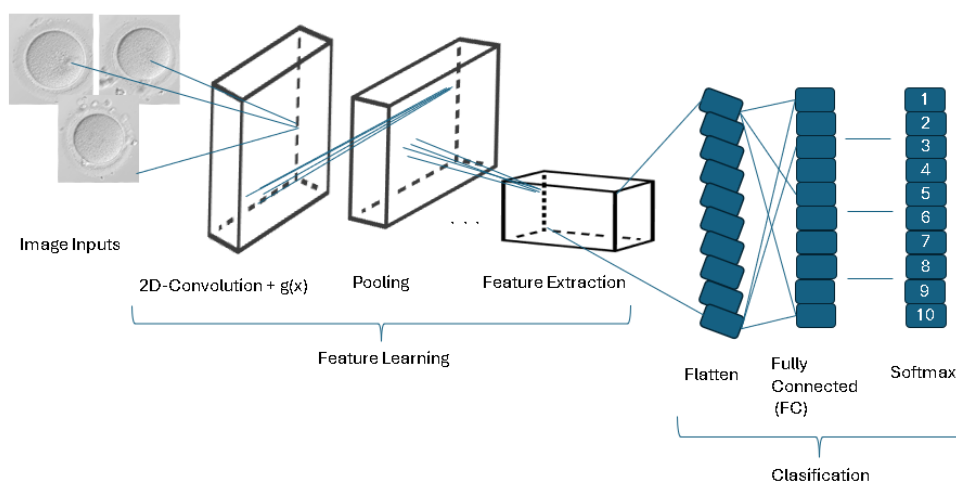 1
2
3
4
5
6
7
8
9
10
. . .
Image Inputs
2D-Convolution + g(x)
Pooling
Feature Extraction
Feature Learning
Flatten
Fully
Connected
(FC)
Softmax
Clasification